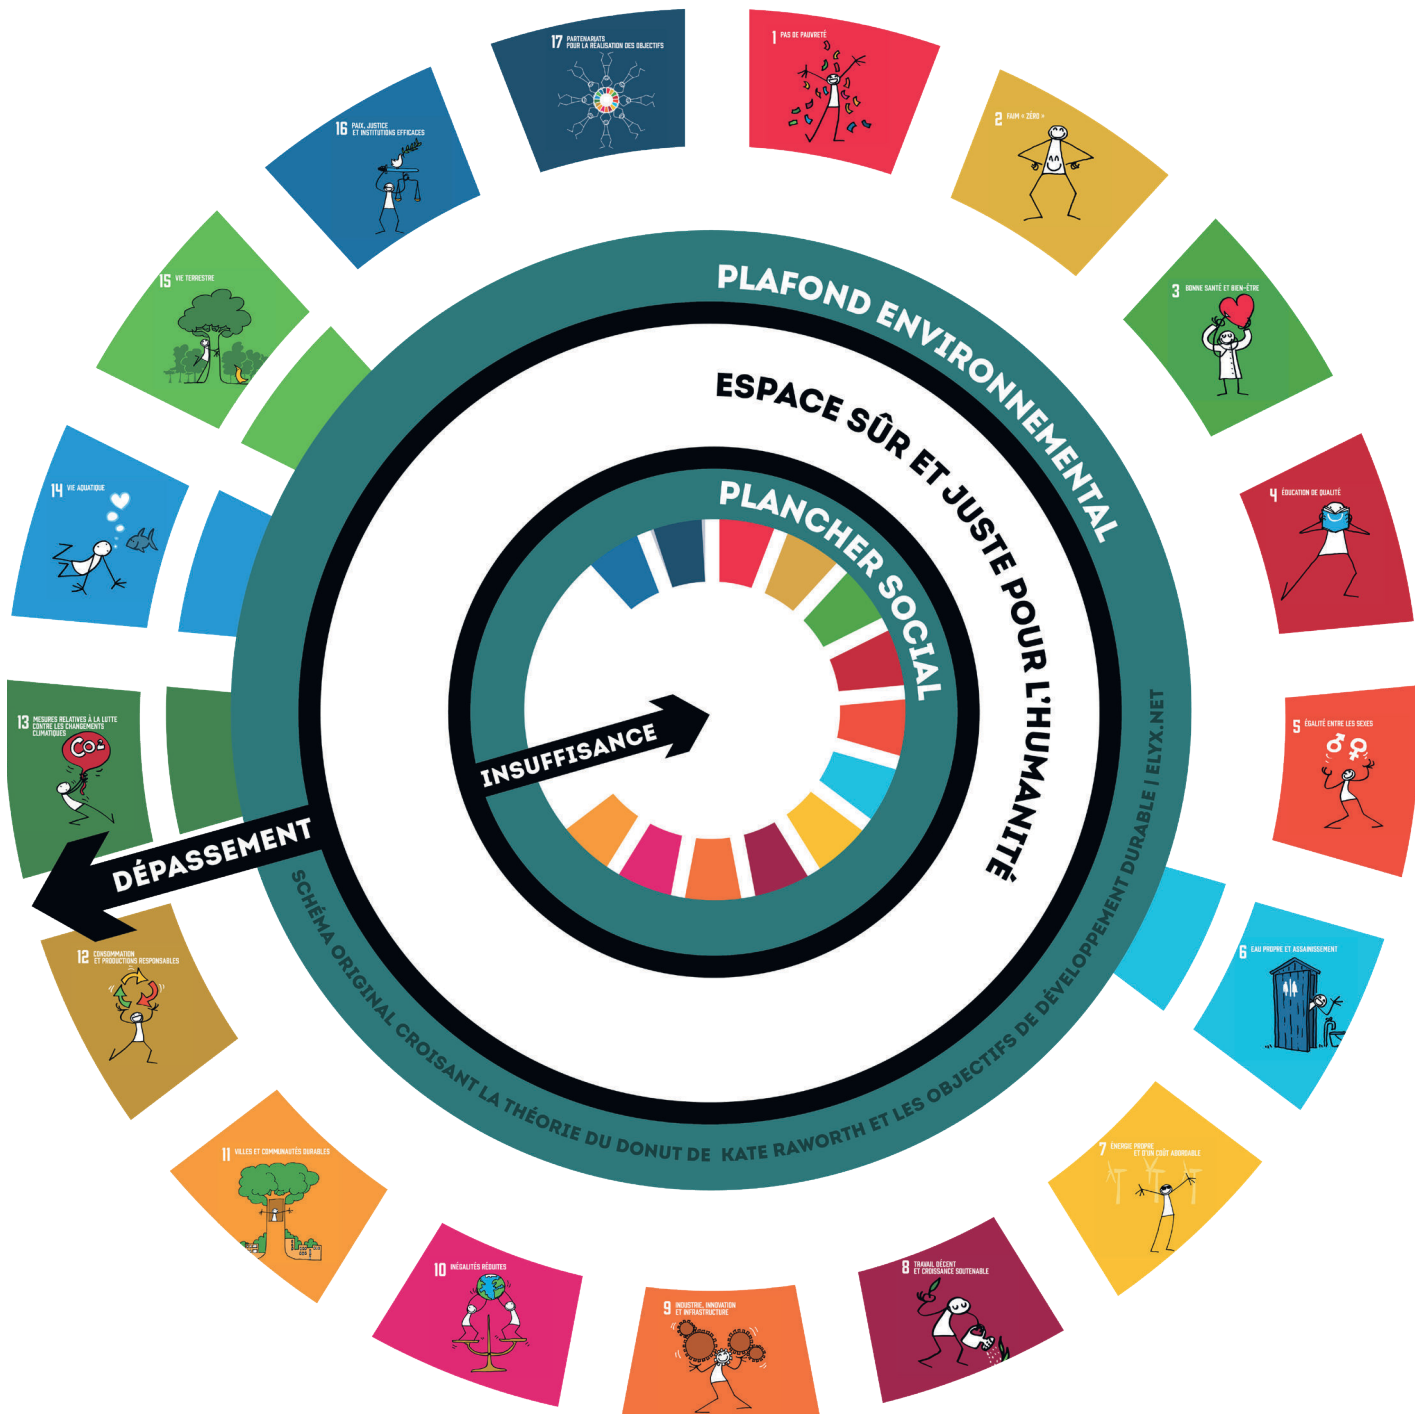 1 PAS DE PAUVRETÉ
2 FAIM « ZÉRO »
3 BONNE SANTÉ ET BIEN-ÊTRE
4 ÉDUCATION DE QUALITÉ
5 ÉGALITÉ ENTRE LES SEXES
6 EAU PROPRE ET ASSAINISSEMENT
7 ÉNERGIE PROPRE
ET D'UN COÛT ABORDABLE
8 TRAVAIL DÉCENT
ET CROISSANCE SOUTENABLE
9 INDUSTRIE, INNOVATION
ET INFRASTRUCTURE
10 INÉGALITÉS RÉDUITES
11 VILLES ET COMMUNAUTÉS DURABLES
12 CONSOMMATION
ET PRODUCTIONS RESPONSABLES
13 MESURES RELATIVES À LA LUTTE
CONTRE LES CHANGEMENTS
CLIMATIQUES
CO2
14 VIE AQUATIQUE
15 VIE TERRESTRE
16 PAIX, JUSTICE
ET INSTITUTIONS EFFICACES
17 PARTENARIATS
POUR LA RÉALISATION DES OBJECTIFS
PLAFOND ENVIRONNEMENTAL
ESPACE SÛR ET JUSTE POUR L'HUMANITÉ
PLANCHER SOCIAL
INSUFFISANCE
DÉPASSEMENT
SCHÉMA ORIGINAL CROISANT LA THÉORIE DU DONUT DE KATE RAWORTH ET LES OBJECTIFS DE DÉVELOPPEMENT DURABLE | ELYX.NET